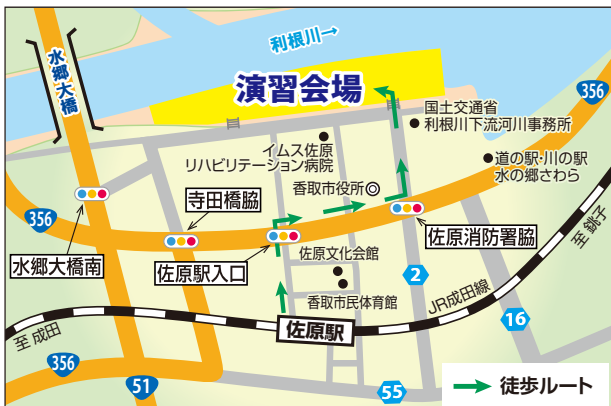 利根川→
水郷大橋
演習会場
356
国土交通省
利根川下流河川事務所
イムス佐原
リハビリテーション病院
道の駅・川の駅
水の郷さわら
香取市役所
寺田橋脇
356
佐原消防署脇
至 銚子
水郷大橋南
佐原駅入口
佐原文化会館
2
香取市民体育館
JR成田線
16
佐原駅
至 成田
356
51
55
徒歩ルート